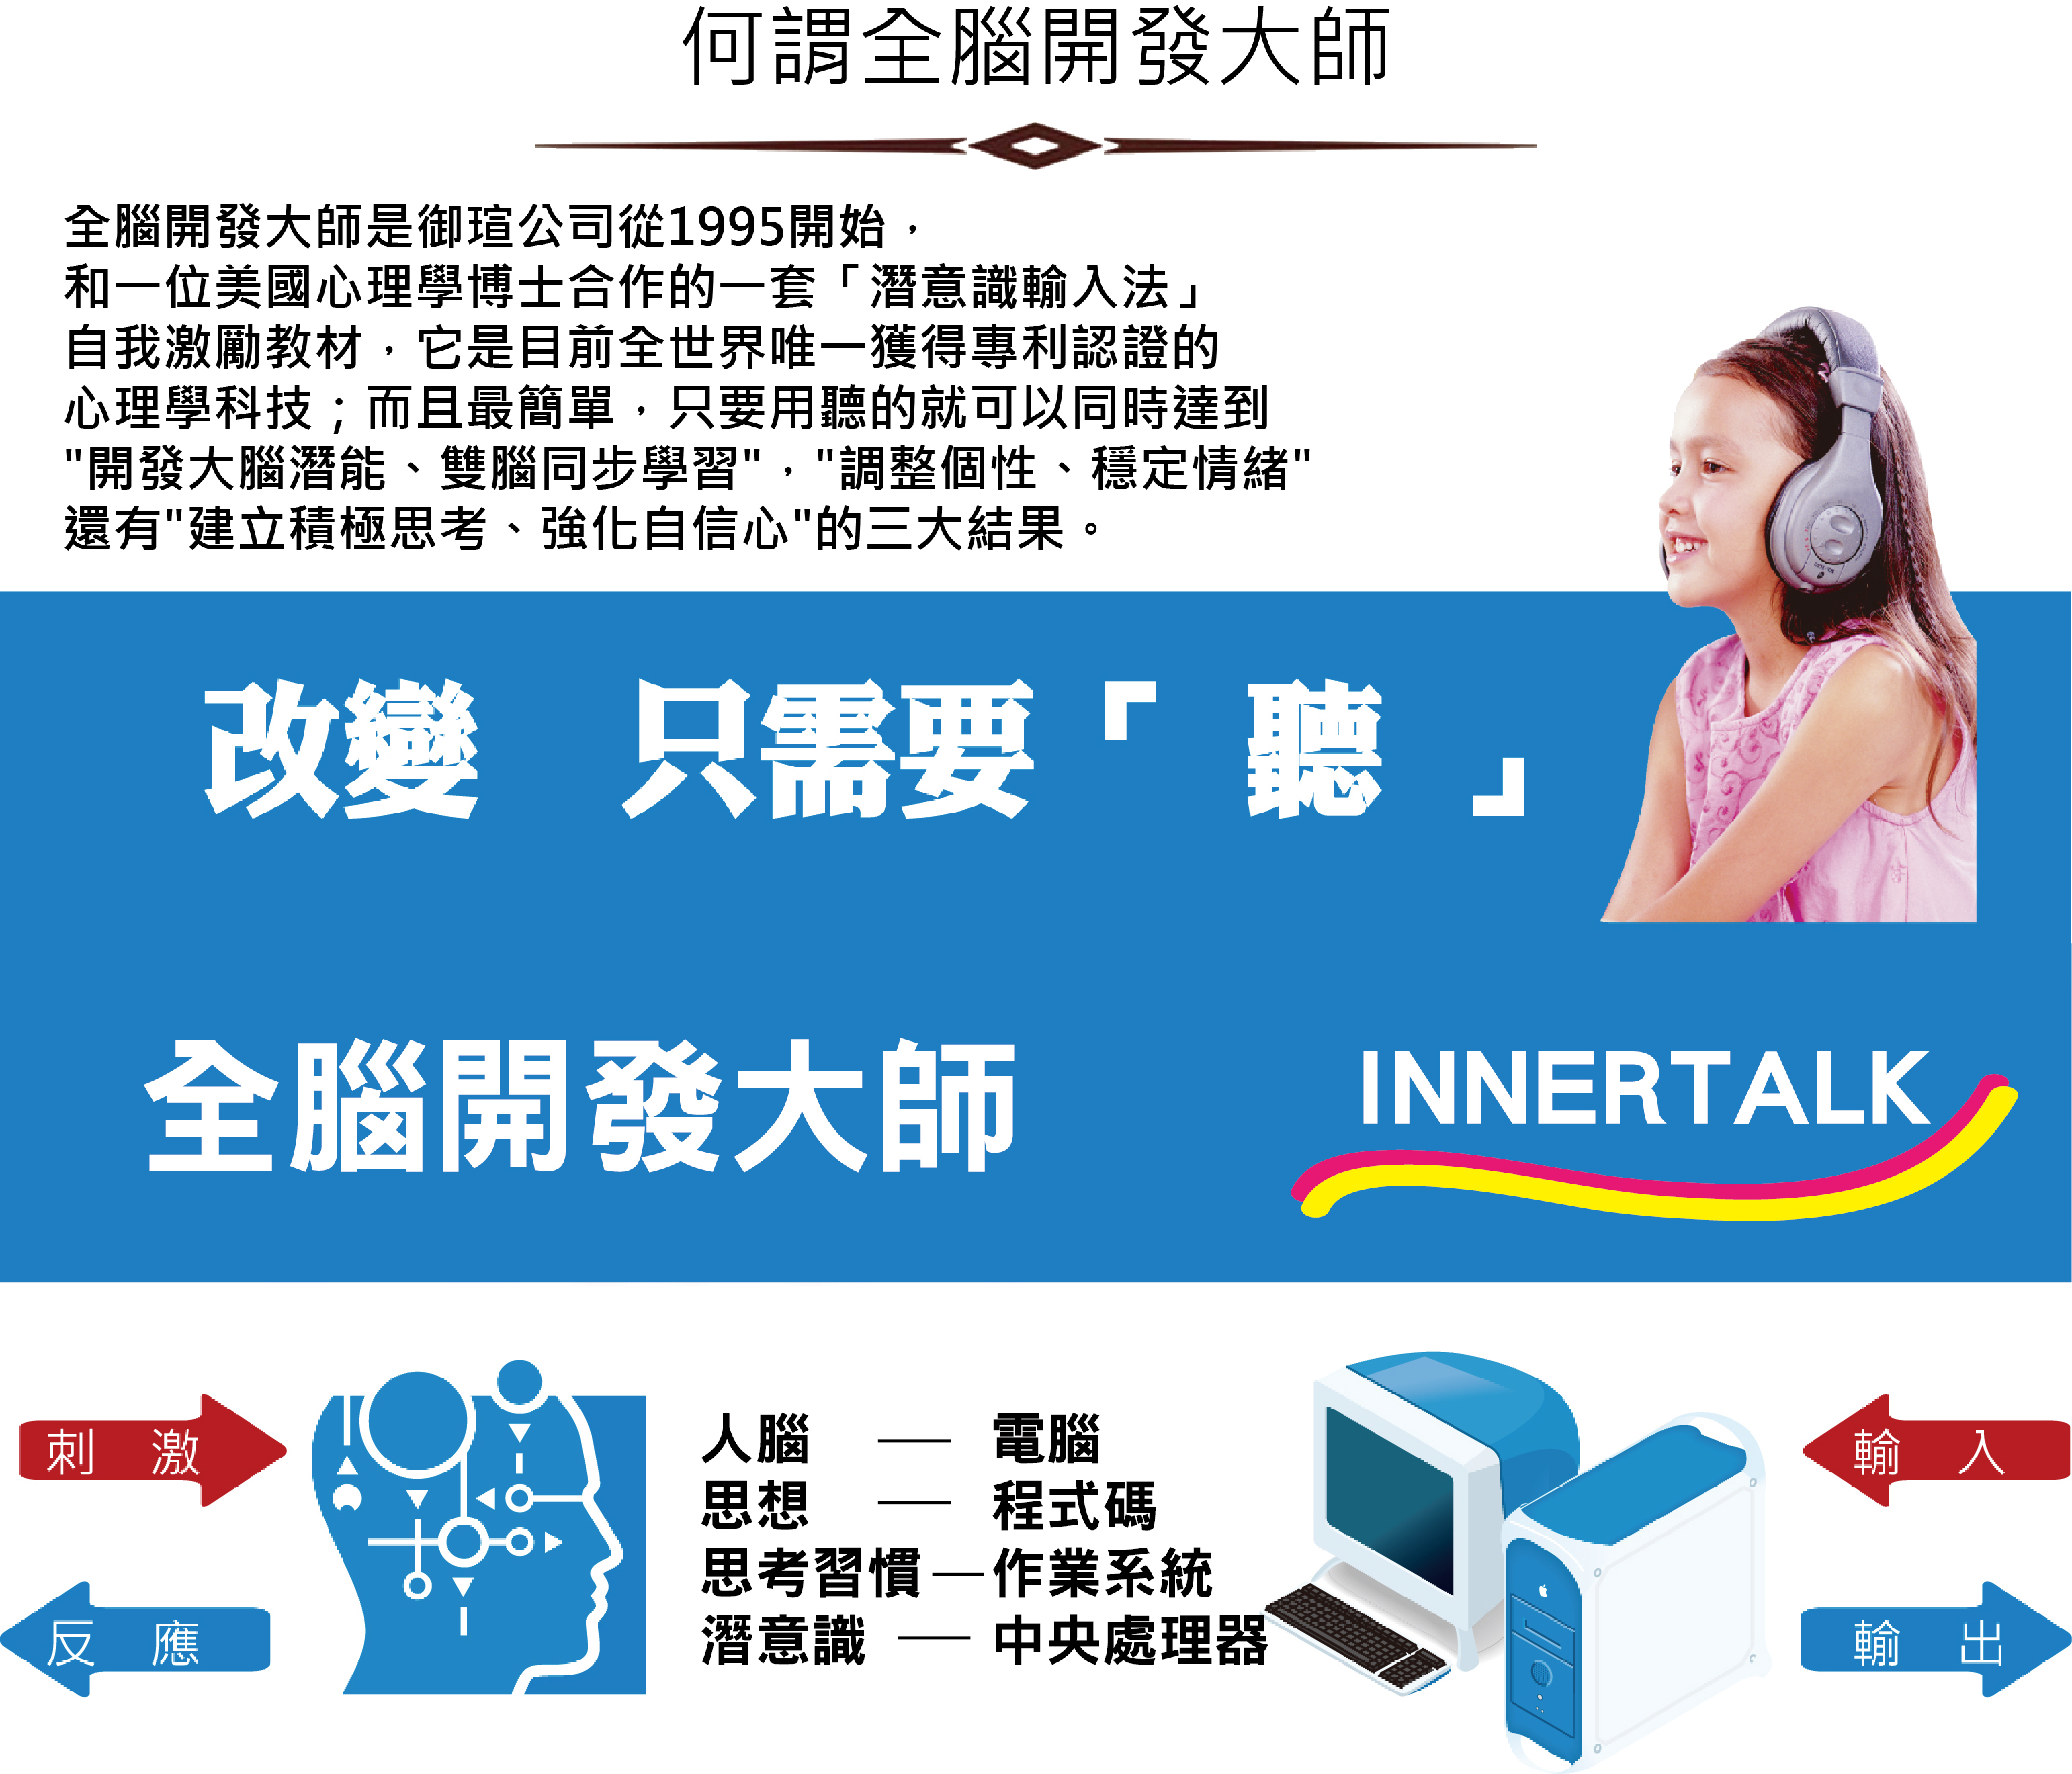 何謂全腦開發大師
全腦開發大師是御瑄公司從1995開始，
和一位美國心理學博士合作的一套「潛意識輸入法」
自我激勵教材，它是目前全世界唯一獲得專利認證的
心理學科技；而且最簡單，只要用聽的就可以同時達到
"開發大腦潛能、雙腦同步學習"，"調整個性、穩定情緒"
還有"建立積極思考、強化自信心"的三大結果。
改變 只需要「 聽 」
全腦開發大師
INNERTALK
刺 激
反 應
人腦 — 電腦
思想 — 程式碼
思考習慣 — 作業系統
潛意識 — 中央處理器
輸 入
輸 出